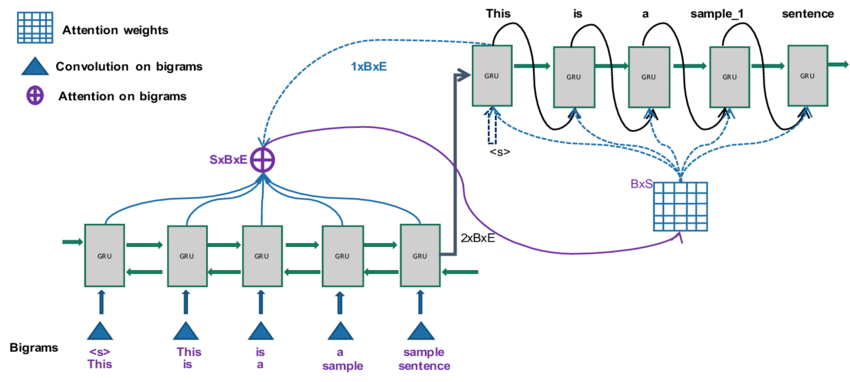 Attention weights
Convolution on bigrams
Attention on bigrams
This is a sample_1 sentence
GRU GRU GRU GRU GRU
1xBxE
<s>
SxBxE
BxS
2xBxE
GRU GRU GRU GRU GRU
Bigrams
<s> This is a sample
This is a sample sentence